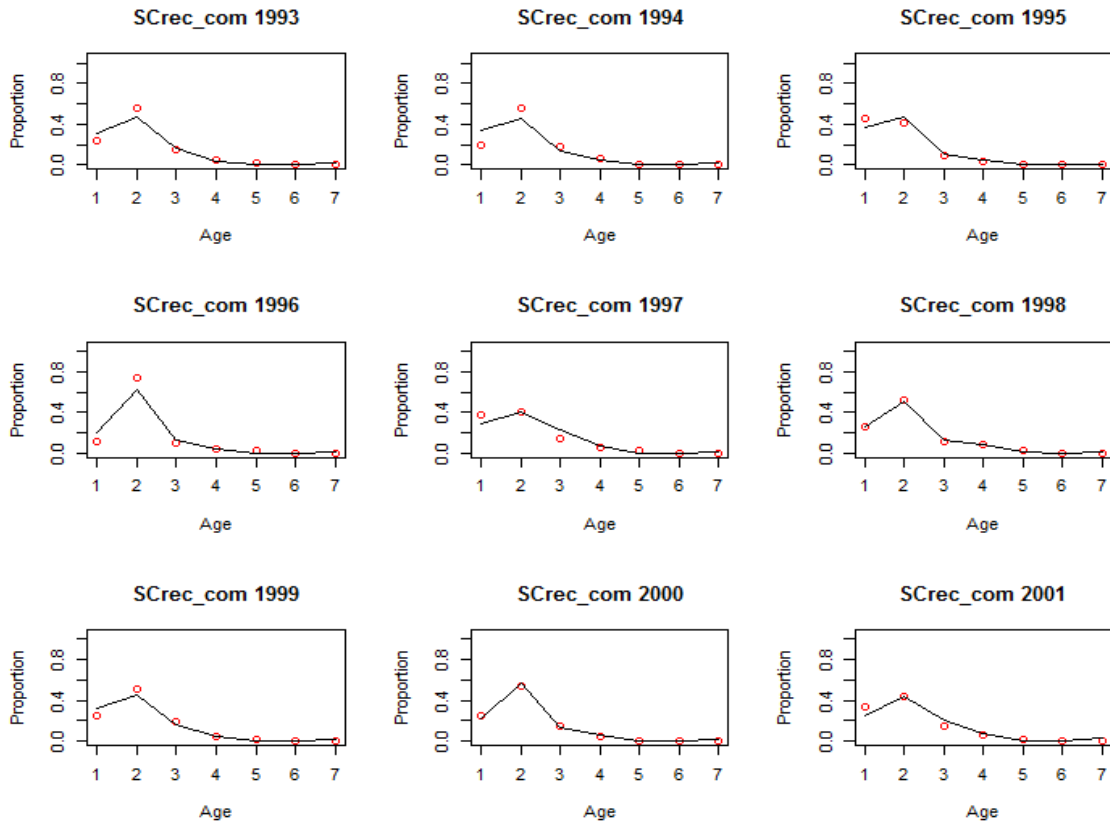 SCrec_com 1993 SCrec_com 1994 SCrec_com 1995
Proportion Proportion Proportion
0.8 0.8 0.8
0.4 0.4 0.4
0.0 0.0 0.0
1 2 3 4 5 6 7 1 2 3 4 5 6 7 1 2 3 4 5 6 7
Age Age Age
SCrec_com 1996 SCrec_com 1997 SCrec_com 1998
Proportion Proportion Proportion
0.8 0.8 0.8
0.4 0.4 0.4
0.0 0.0 0.0
1 2 3 4 5 6 7 1 2 3 4 5 6 7 1 2 3 4 5 6 7
Age Age Age
SCrec_com 1999 SCrec_com 2000 SCrec_com 2001
Proportion Proportion Proportion
0.8 0.8 0.8
0.4 0.4 0.4
0.0 0.0 0.0
1 2 3 4 5 6 7 1 2 3 4 5 6 7 1 2 3 4 5 6 7
Age Age Age